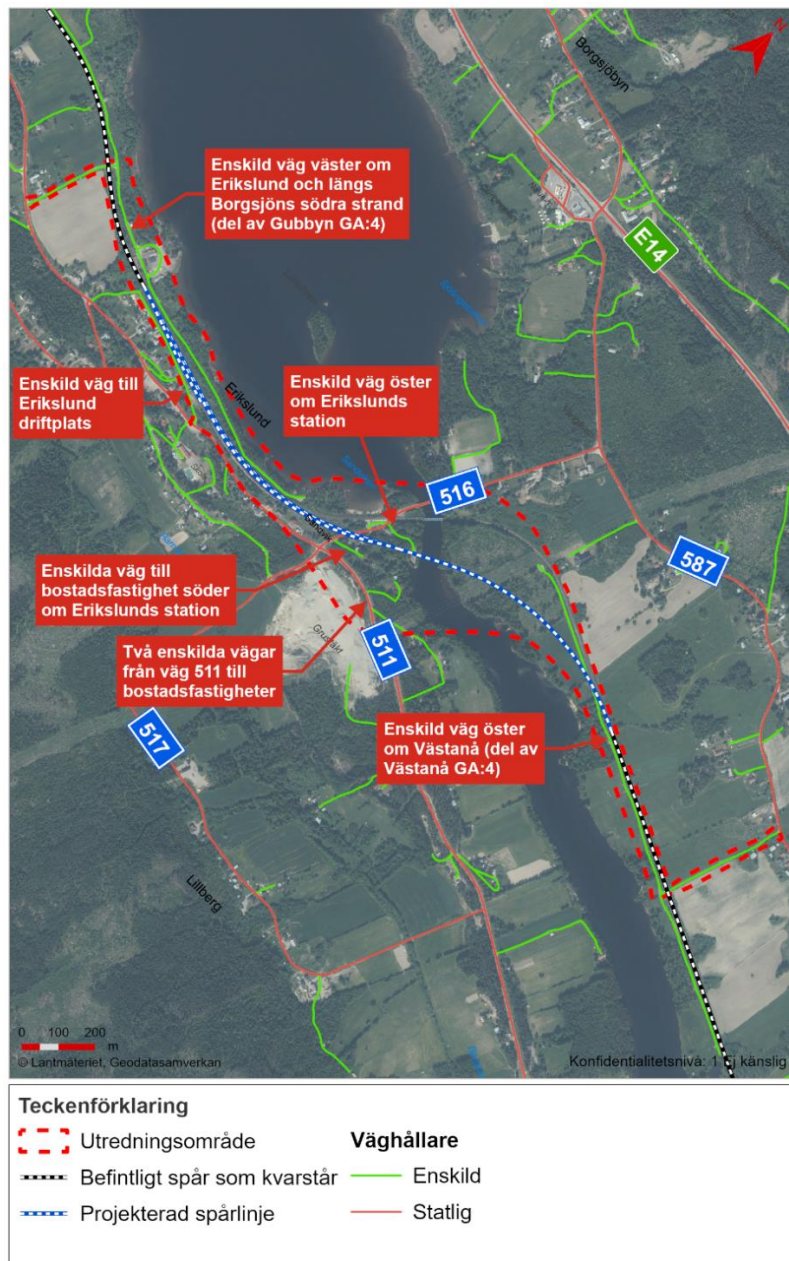 N
Borgsjöbyn
Enskild väg väster om
Erikslund och längs
Borgsjöns södra strand
(del av Gubbyn GA:4)
E14
Enskild väg till
Erikslund
driftplats
Erikslund
Enskild väg öster
om Erikslunds
station
516
587
Enskilda väg till
bostadsfastighet söder
om Erikslunds station
Två enskilda vägar
från väg 511 till
bostadsfastigheter
511
Enskild väg öster
om Västanå (del av
Västanå GA:4)
517
Lillberg
0 100 200
m
© Lantmäteriet, Geodatasamverkan
Konfidentialitetsnivå: 1 Ej känslig
Teckenförklaring
Utredningsområde
Befintligt spår som kvarstår
Projekterad spårlinje
Väghållare
Enskild
Statlig